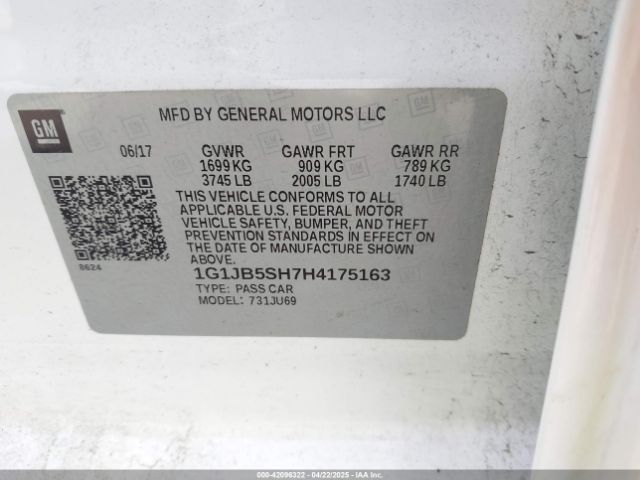 GM
MFD BY GENERAL MOTORS LLC
06/17 GVWR GAWR FRT GAWR RR
1699 KG 909 KG 789 KG
3745 LB 2005 LB 1740 LB
THIS VEHICLE CONFORMS TO ALL
APPLICABLE U.S. FEDERAL MOTOR
VEHICLE SAFETY, BUMPER, AND THEFT
PREVENTION STANDARDS IN EFFECT ON
THE DATE OF MANUFACTURE SHOWN
ABOVE.
8624
1G1JB5SH7H4175163
TYPE: PASS CAR
MODEL: 731JU69
000-42096322 - 04/22/2025 - IAAI.COM